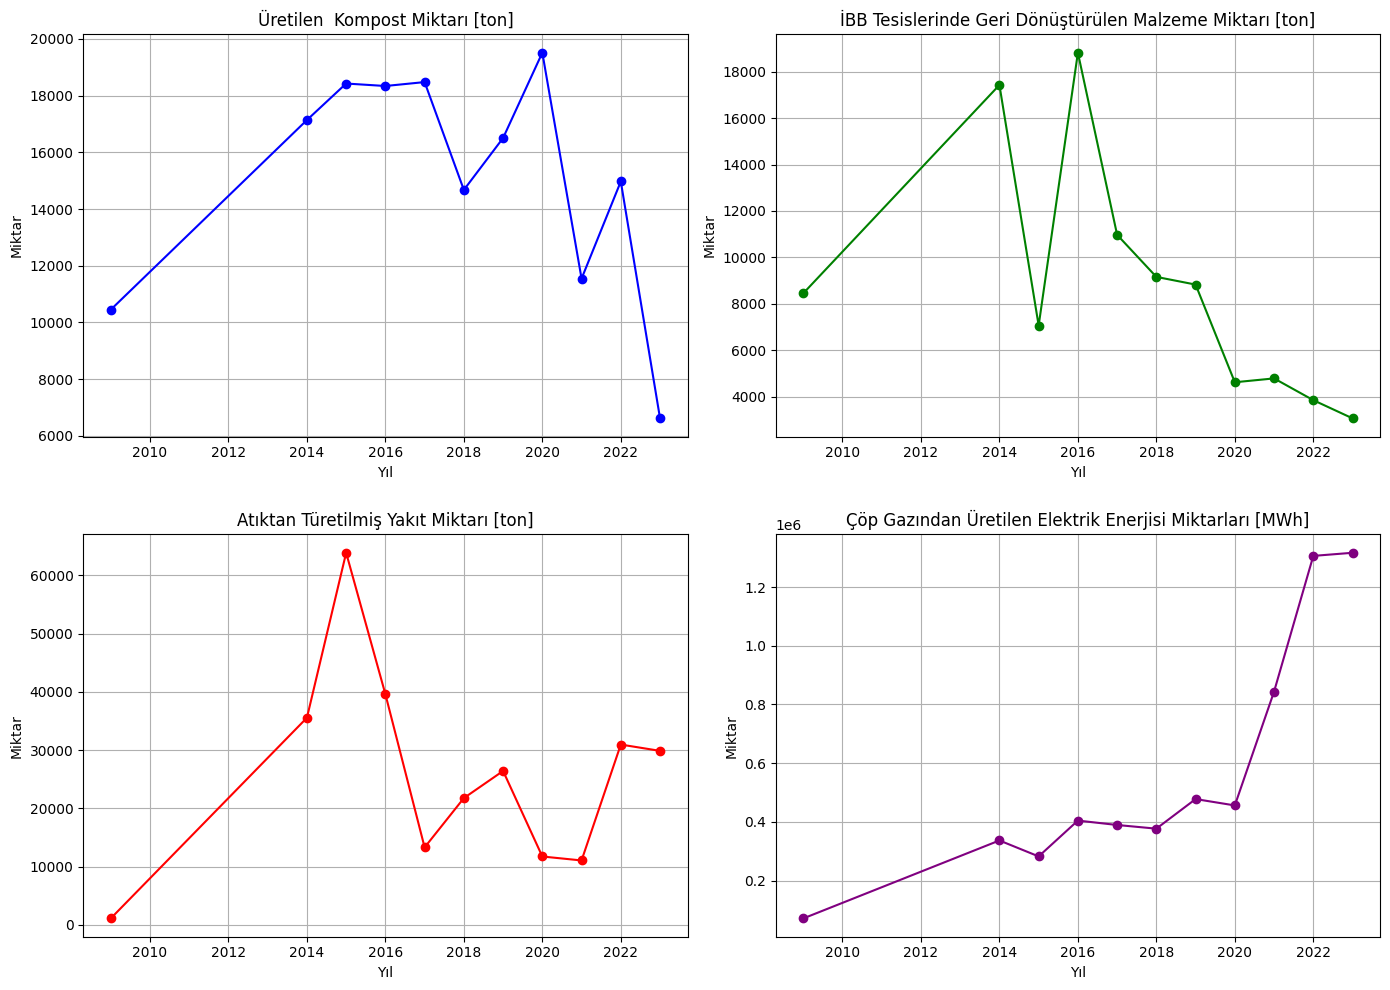 Üretilen  Kompost Miktarı [ton]
20000
18000
16000
14000
12000
10000
8000
6000
Miktar
2010 2012 2014 2016 2018 2020 2022
Yıl
İBB Tesislerinde Geri Dönüştürülen Malzeme Miktarı [ton]
18000
16000
14000
12000
10000
8000
6000
4000
Miktar
2010 2012 2014 2016 2018 2020 2022
Yıl
Atıktan Türetilmiş Yakıt Miktarı [ton]
60000
50000
40000
30000
20000
10000
0
Miktar
2010 2012 2014 2016 2018 2020 2022
Yıl
Çöp Gazından Üretilen Elektrik Enerjisi Miktarları [MWh]
1e6
1.2
1.0
0.8
0.6
0.4
0.2
Miktar
2010 2012 2014 2016 2018 2020 2022
Yıl